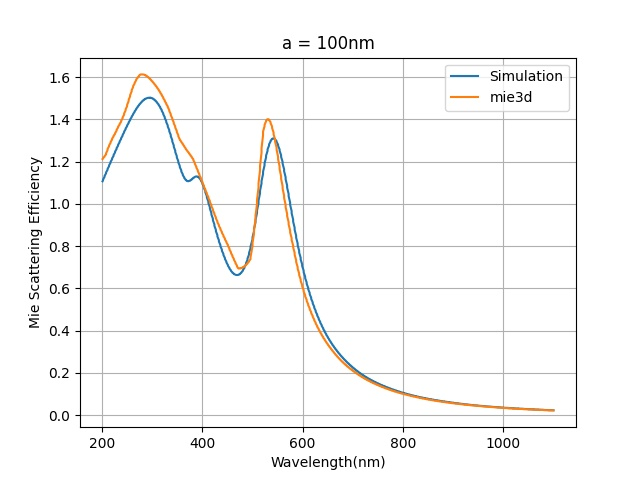 a = 100nm
Simulation
mie3d
Mie Scattering Efficiency
1.6
1.4
1.2
1.0
0.8
0.6
0.4
0.2
0.0
200 400 600 800 1000
Wavelength(nm)